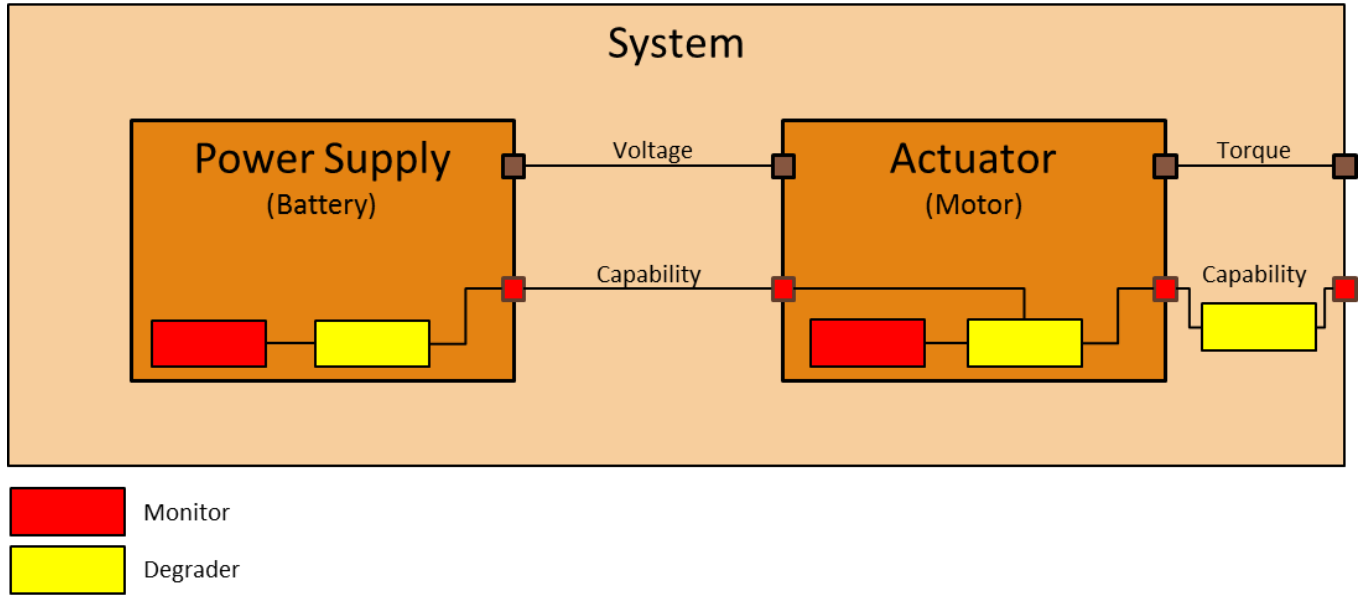 System
Power Supply
(Battery)
Voltage
Actuator
(Motor)
Torque
Capability
Capability
Monitor
Degrader